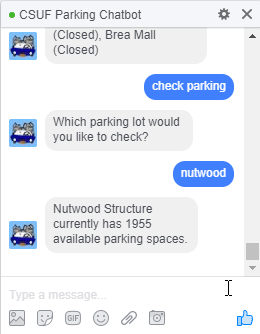 CSUF Parking Chatbot
(Closed), Brea Mall
(Closed)
check parking
Which parking lot would
you like to check?
nutwood
Nutwood Structure
currently has 1955
available parking spaces.
Type a message...
GIF